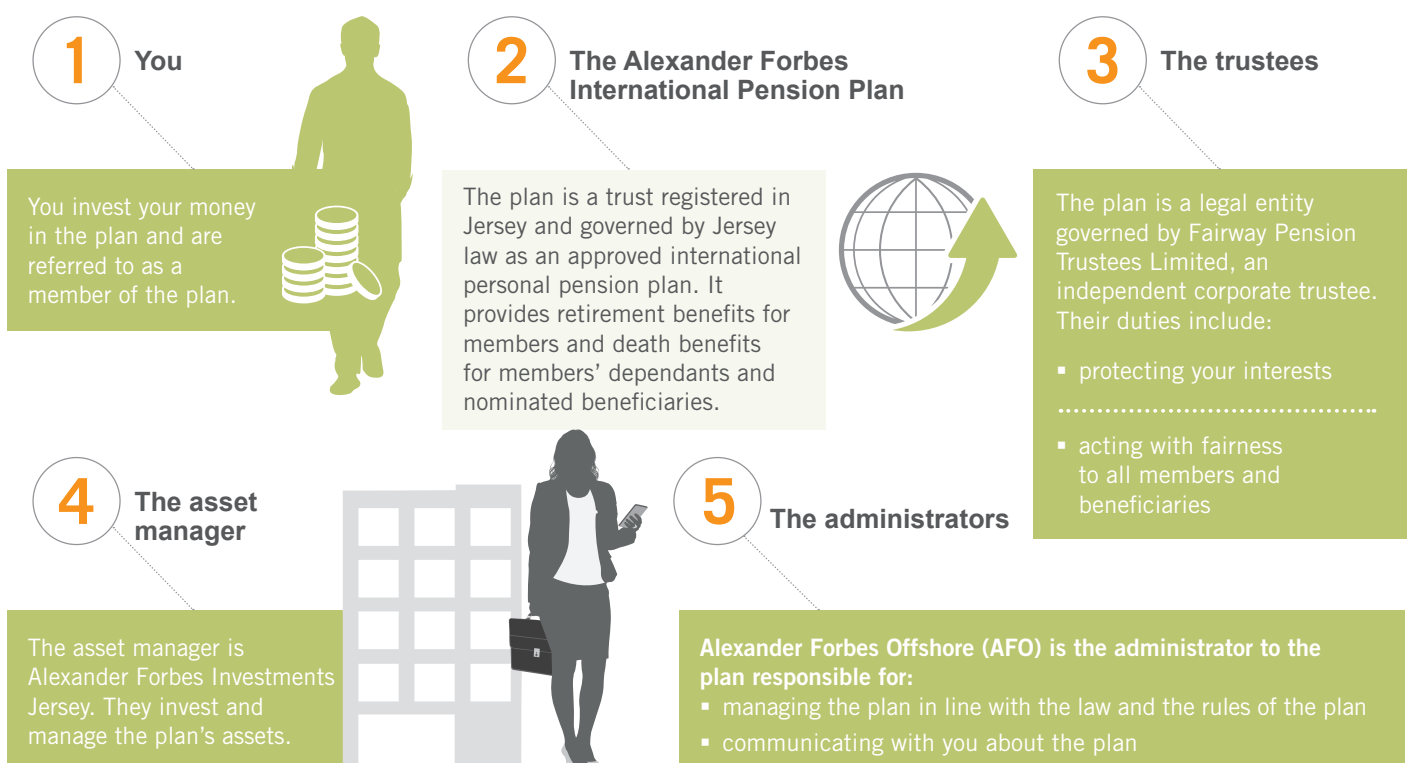 1
You
You invest your money
in the plan and are
referred to as a
member of the plan.
2
The Alexander Forbes
International Pension Plan
The plan is a trust registered in
Jersey and governed by Jersey
law as an approved international
personal pension plan. It
provides retirement benefits for
members and death benefits
for members’ dependants and
nominated beneficiaries.
3
The trustees
The plan is a legal entity
governed by Fairway Pension
Trustees Limited, an
independent corporate trustee.
Their duties include:
▪ protecting your interests
▪ acting with fairness
to all members and
beneficiaries
4
The asset
manager
The asset manager is
Alexander Forbes Investments
Jersey. They invest and
manage the plan’s assets.
5
The administrators
Alexander Forbes Offshore (AFO) is the administrator to the
plan responsible for:
▪ managing the plan in line with the law and the rules of the plan
▪ communicating with you about the plan